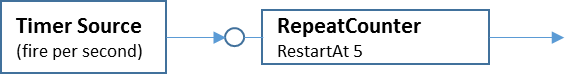 Timer Source
(fire per second)
RepeatCounter
RestartAt 5